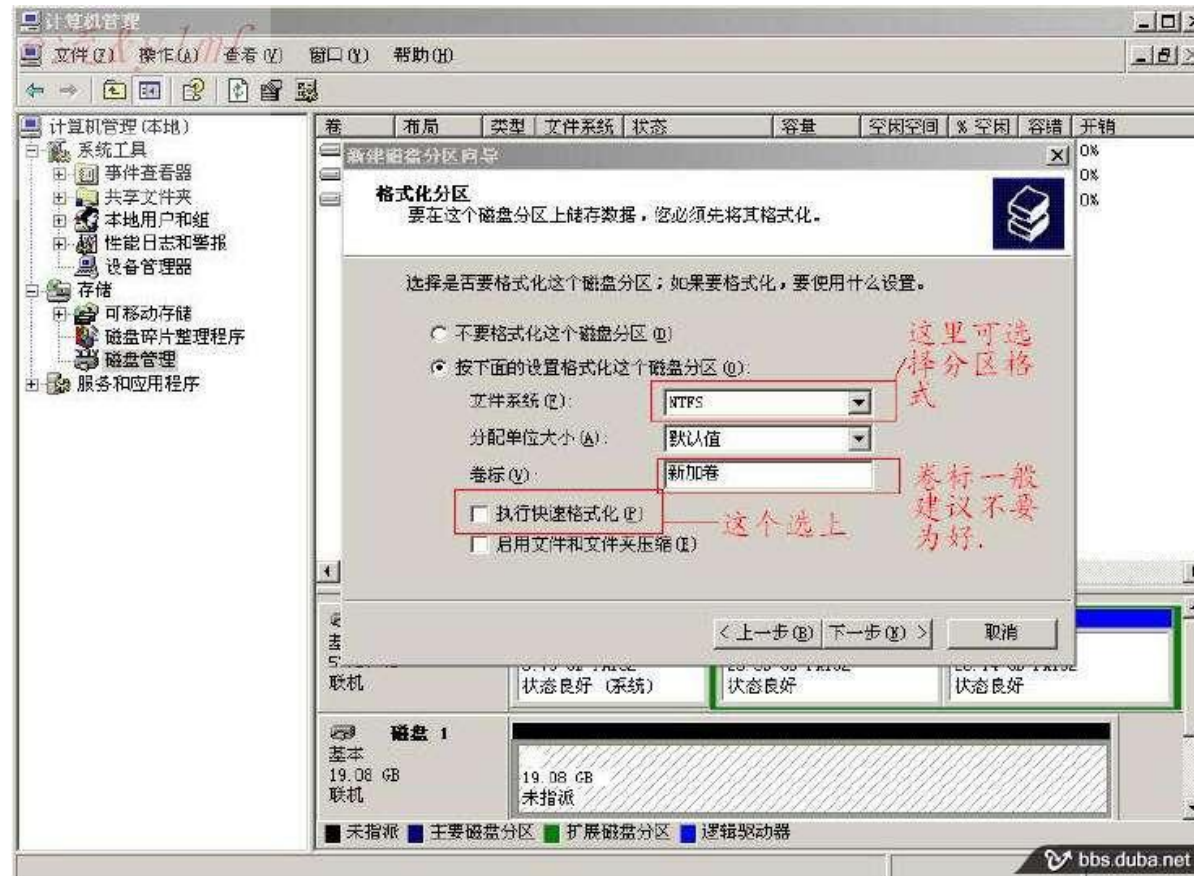 计算机管理
文件(F) 操作(A) 查看(V) 窗口(W) 帮助(H)
计算机管理(本地)
系统工具
事件查看器
共享文件夹
本地用户和组
性能日志和警报
设备管理器
存储
可移动存储
磁盘碎片整理程序
磁盘管理
服务和应用程序
卷 布局 类型 文件系统 状态 容量 空闲空间 % 空闲 容错 开销
0%
0%
0%
新建磁盘分区向导
格式化分区
要在这个磁盘分区上储存数据，您必须先将其格式化。
选择是否要格式化这个磁盘分区；如果要格式化，要使用什么设置。
不要格式化这个磁盘分区(D)
按下面的设置格式化这个磁盘分区(O):
文件系统(F): NTFS
分配单位大小(A): 默认值
卷标(V): 新加卷
执行快速格式化(P)
启用文件和文件夹压缩(E)
这里可选
择分区格
式
卷标一般
建议不要
为好.
这个选上
< 上一步(B) 下一步(N) > 取消
联机
状态良好 (系统) 状态良好 状态良好
磁盘 1
基本
19.08 GB
联机
19.08 GB
未指派
未指派 主要磁盘分区 扩展磁盘分区 逻辑驱动器
bbs.duba.net